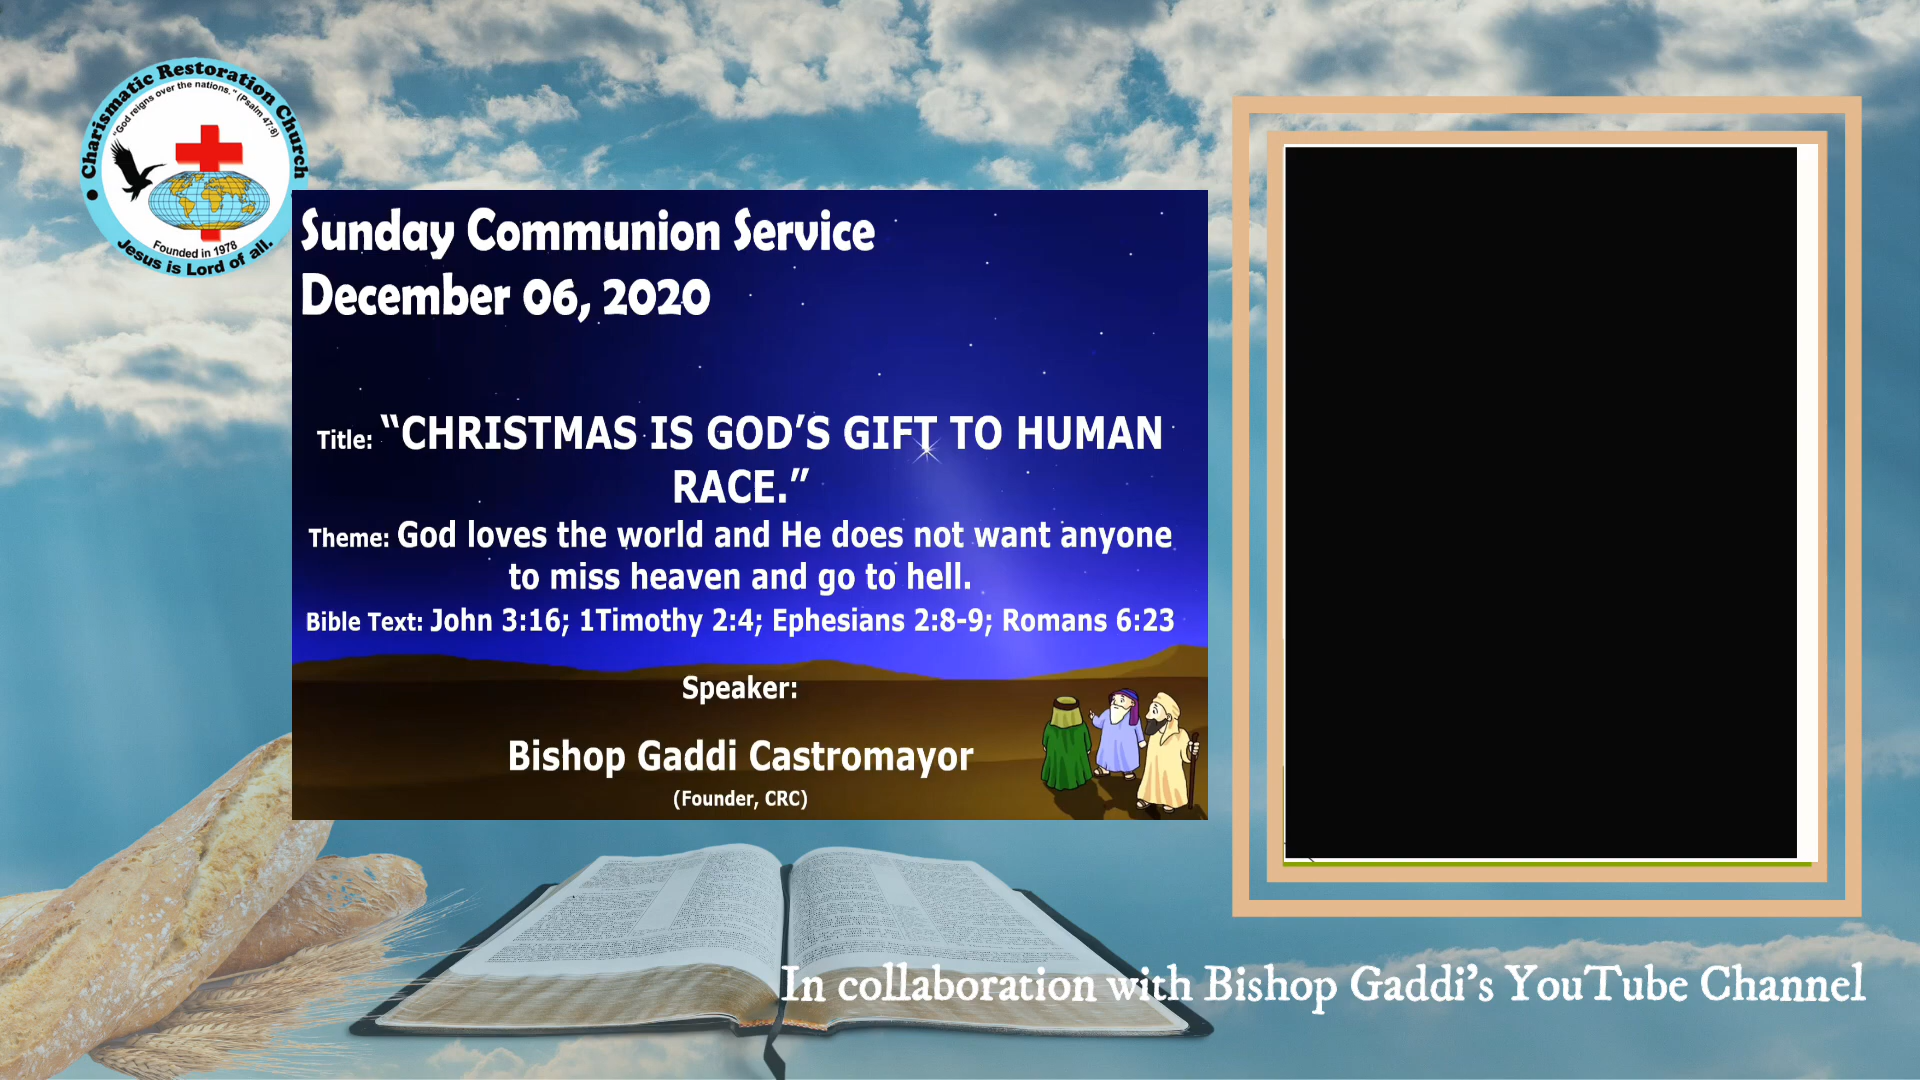 Charismatic Restoration Church
"God reigns over the nations." (Psalm 47:8)
Founded in 1978
Jesus is Lord of all.
Sunday Communion Service
December 06, 2020
Title: “CHRISTMAS IS GOD’S GIFT TO HUMAN
RACE.”
Theme: God loves the world and He does not want anyone
to miss heaven and go to hell.
Bible Text: John 3:16; 1Timothy 2:4; Ephesians 2:8-9; Romans 6:23
Speaker:
Bishop Gaddi Castromayor
(Founder, CRC)
In collaboration with Bishop Gaddi’s YouTube Channel